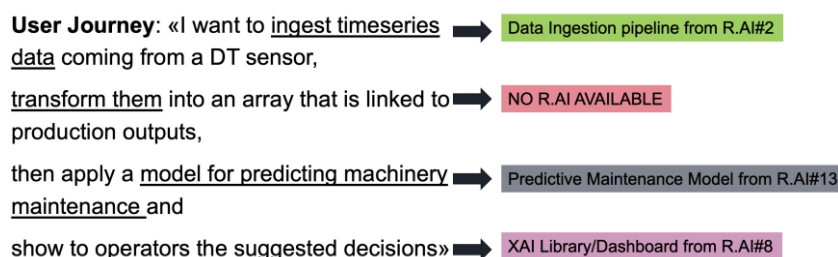 User Journey: «I want to ingest timeseries
Data Ingestion pipeline from R.AI#2
data coming from a DT sensor,
transform them into an array that is linked to
NO R.AI AVAILABLE
production outputs,
then apply a model for predicting machinery
Predictive Maintenance Model from R.AI#13
maintenance and
show to operators the suggested decisions»
XAI Library/Dashboard from R.AI#8